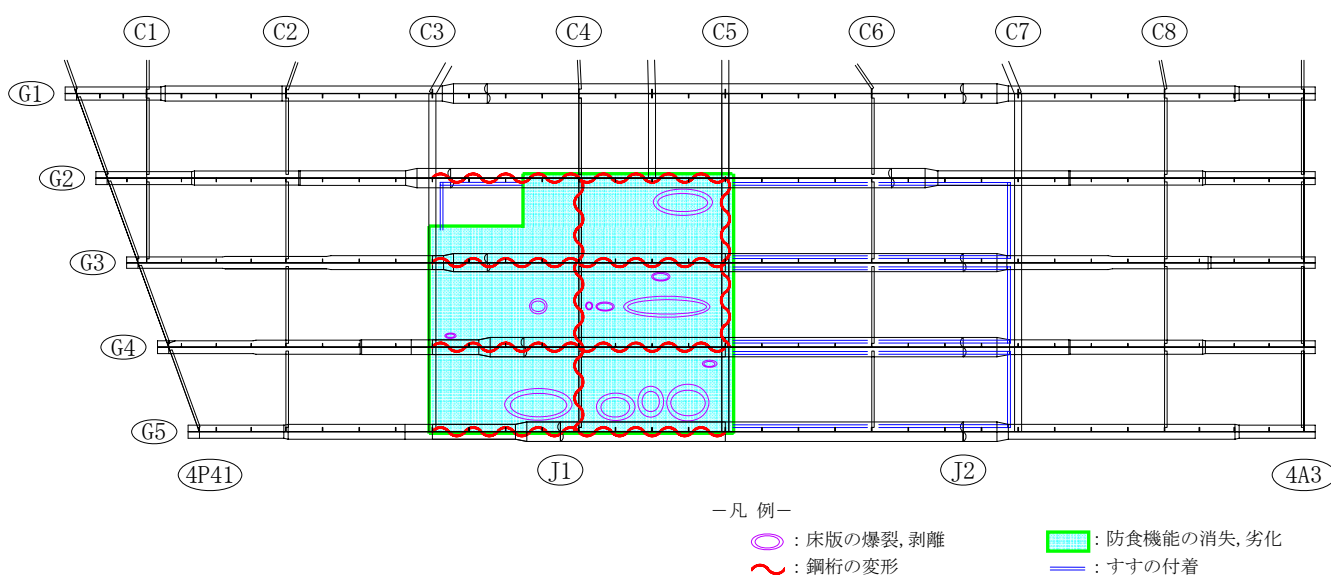 C1 C2 C3 C4 C5 C6 C7 C8
G1
G2
G3
G4
G5
4P41 J1 J2 4A3
－凡 例－
：床版の爆裂,剥離 ：防食機能の消失,劣化
：鋼桁の変形 ：すすの付着